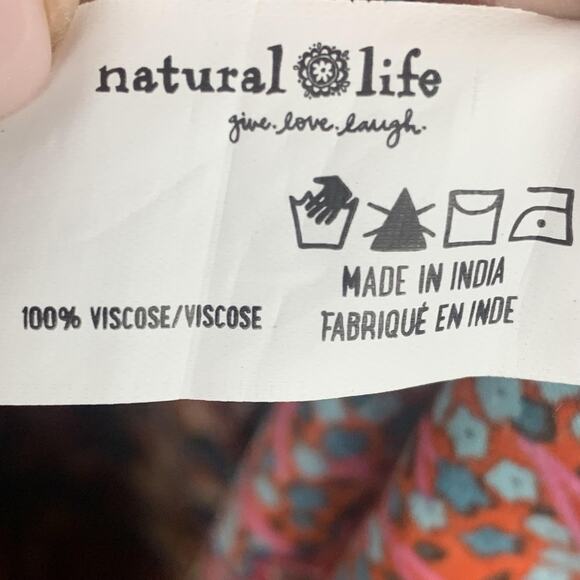 natural life
give. love. laugh.
100% VISCOSE/VISCOSE
MADE IN INDIA
FABRIQUÉ EN INDE